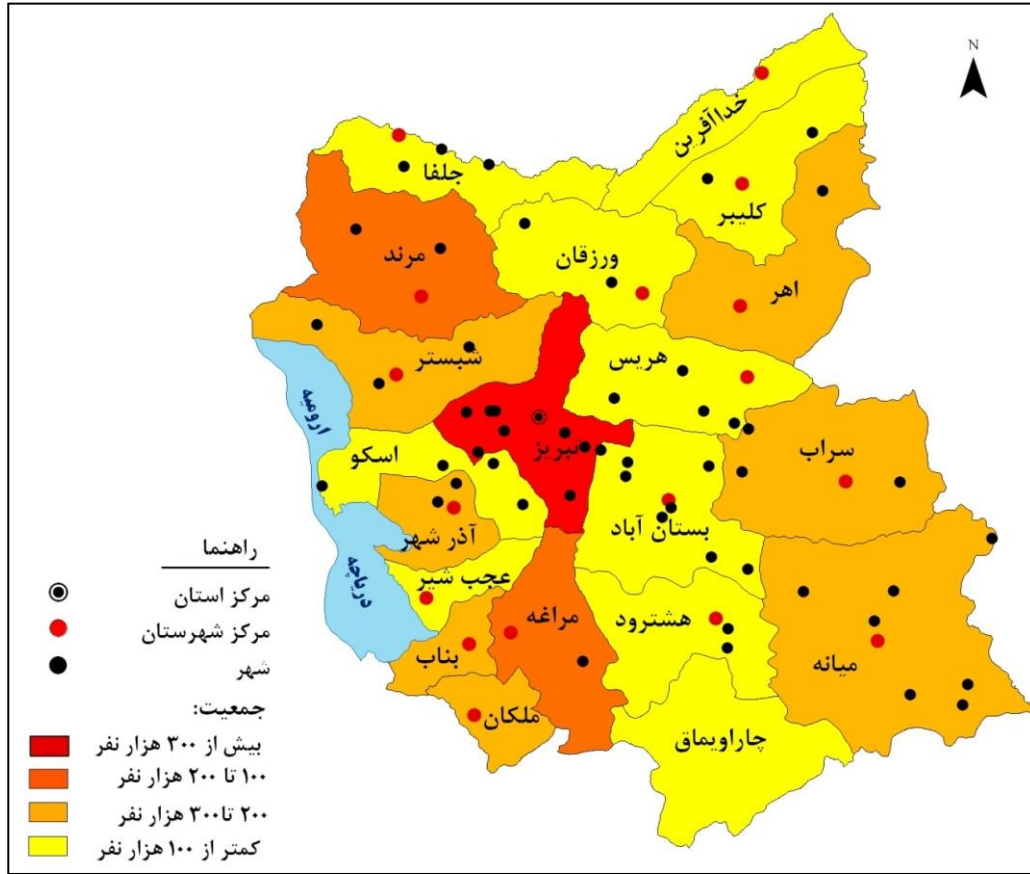 N
خداآفرین
جلفا
کلیبر
مرند
ورزقان
اهر
شبستر
هریس
ارومیه
تبریز
سراب
اسکو
آذر شهر
بستان آباد
دریاچه
عجب شیر
مراغه
هشترود
میانه
بناب
ملکان
چاراویماق
راهنما
مرکز استان
مرکز شهرستان
شهر
جمعیت:
بیش از ۳۰۰ هزار نفر
۱۰۰ تا ۲۰۰ هزار نفر
۲۰۰ تا ۳۰۰ هزار نفر
کمتر از ۱۰۰ هزار نفر